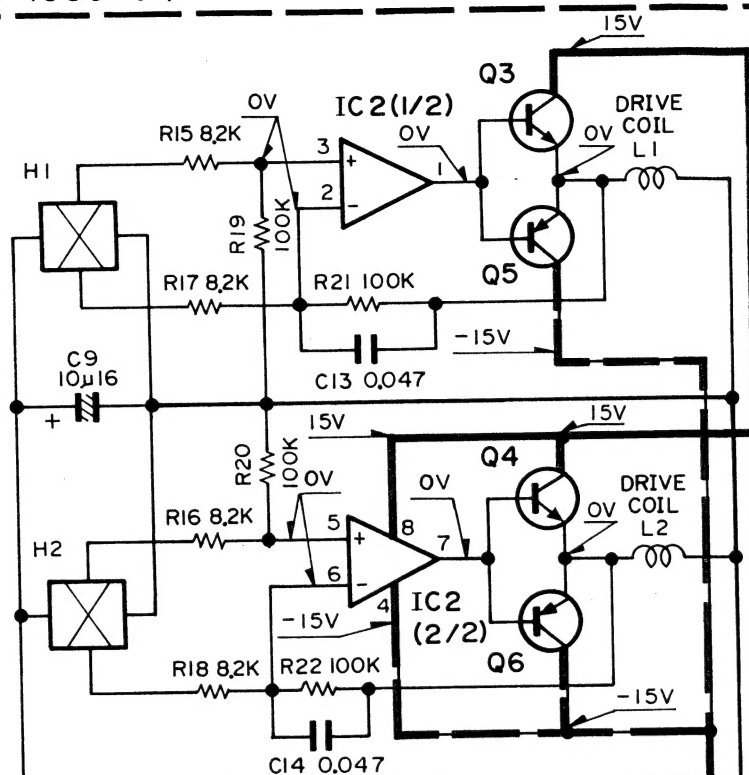 15V
Q3
IC2(1/2)
DRIVE
COIL
L1
0V
0V
0V
R15 8.2K
H1
3
+
1
2
−
R19
100K
Q5
R17 8.2K
R21 100K
−15V
C13 0.047
C9
10μ16
+
15V
15V
Q4
R20
100K
0V
0V
DRIVE
COIL
L2
0V
R16 8.2K
H2
5
+
8
7
6
−
4
−15V
IC2
(2/2)
Q6
R18 8.2K
R22 100K
−15V
C14 0.047